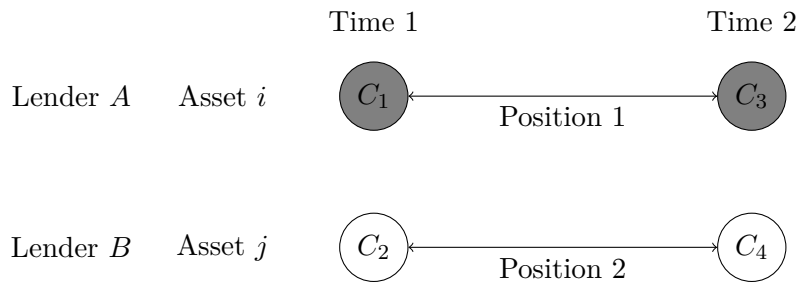 Time 1 Time 2
Lender A Asset i C₁ C₃
Position 1
Lender B Asset j C₂ C₄
Position 2